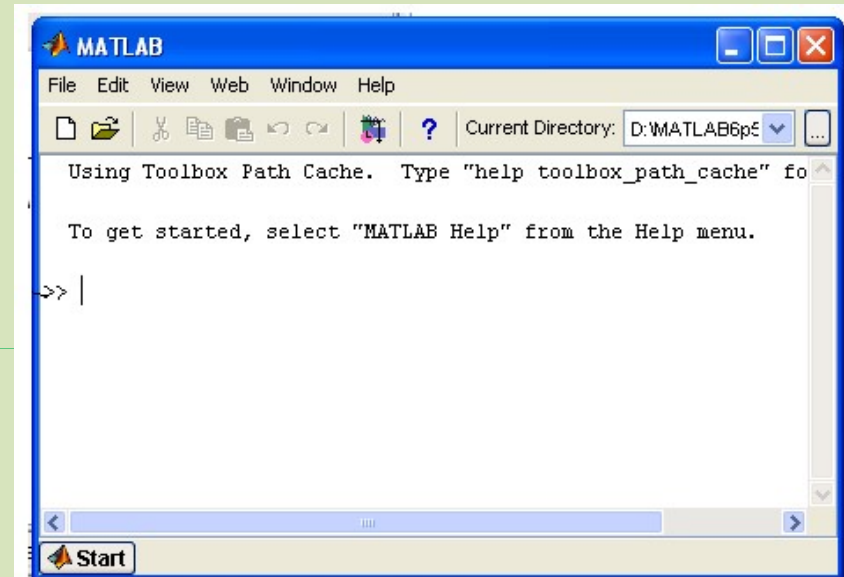 MATLAB
File Edit View Web Window Help
? Current Directory: D:\MATLAB6p5 ...
Using Toolbox Path Cache. Type "help toolbox_path_cache" fo
To get started, select "MATLAB Help" from the Help menu.
>>
Start